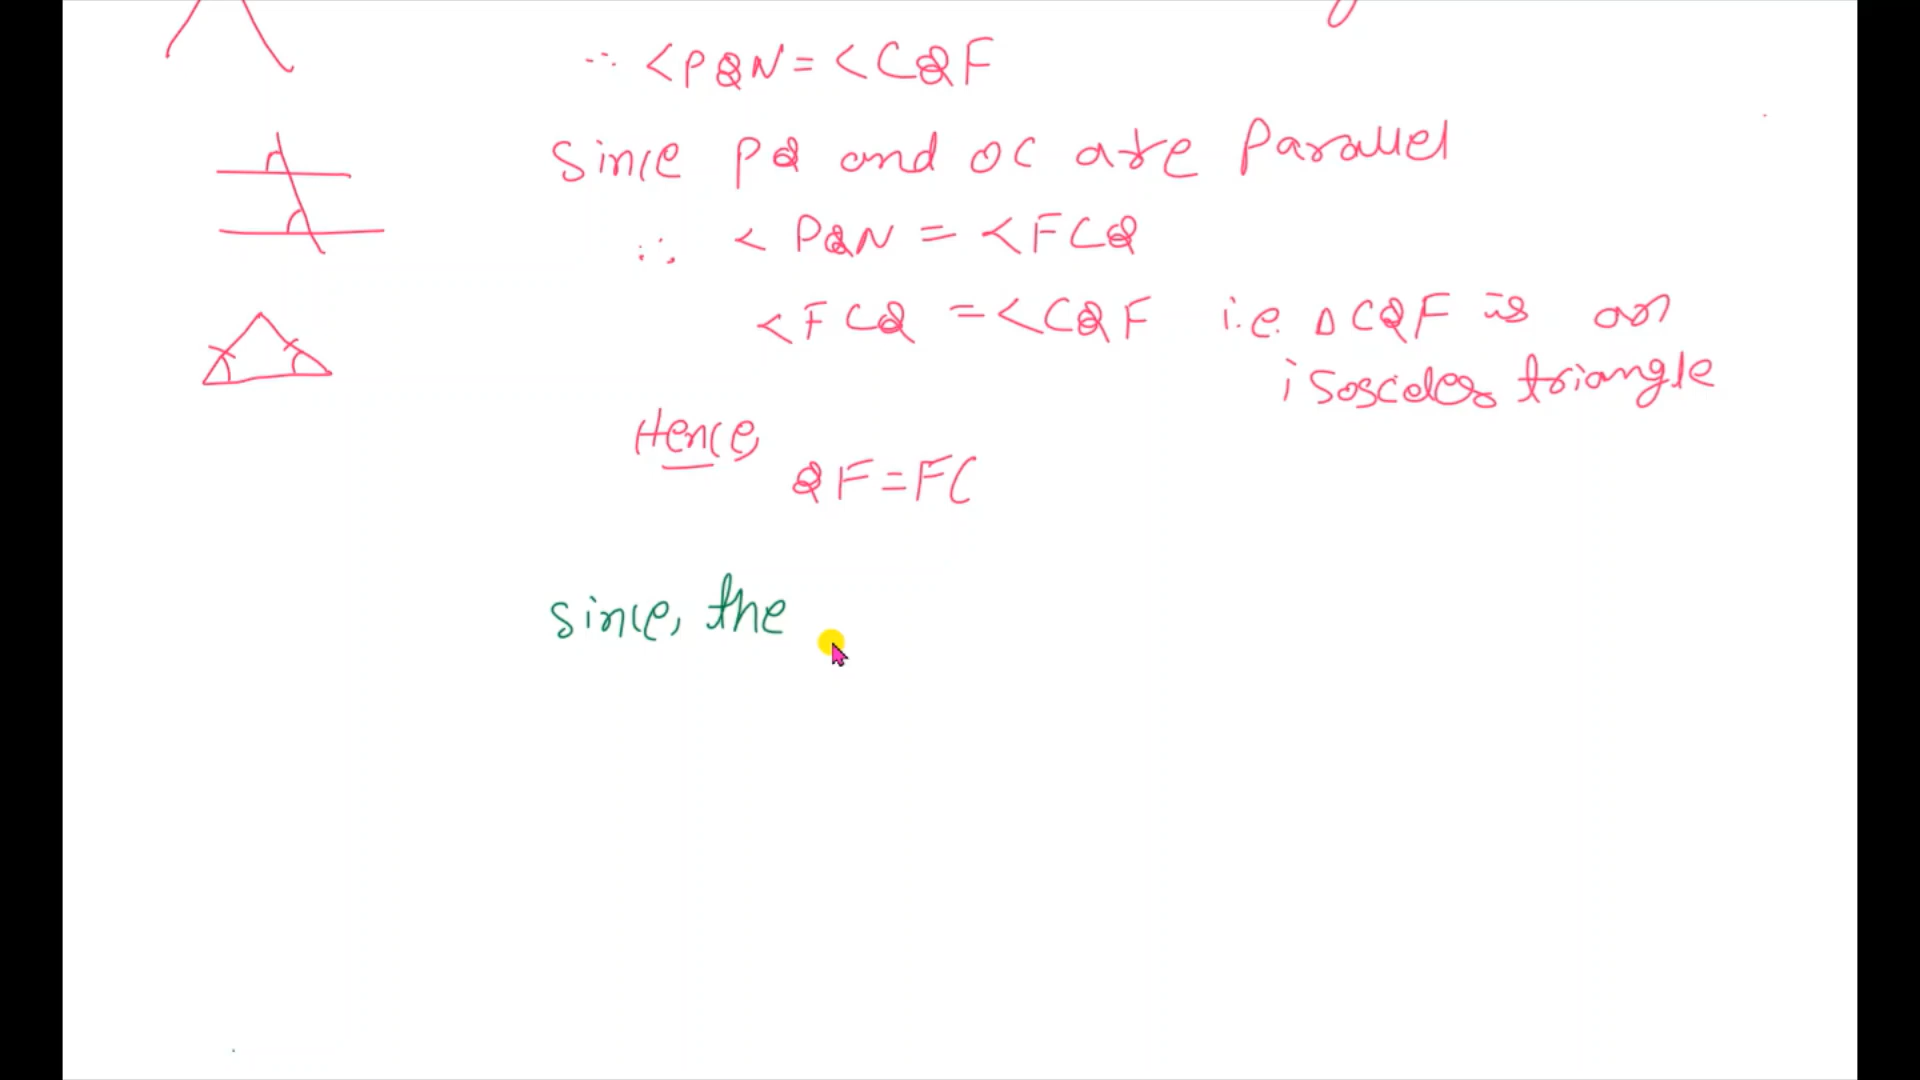 ∴ <PQN = <CQF
Since PQ and OC are Parallel
∴ < PQN = <FCQ
<FCQ = <CQF i.e. △CQF is an
isosceles triangle
Hence,
QF=FC
since, the